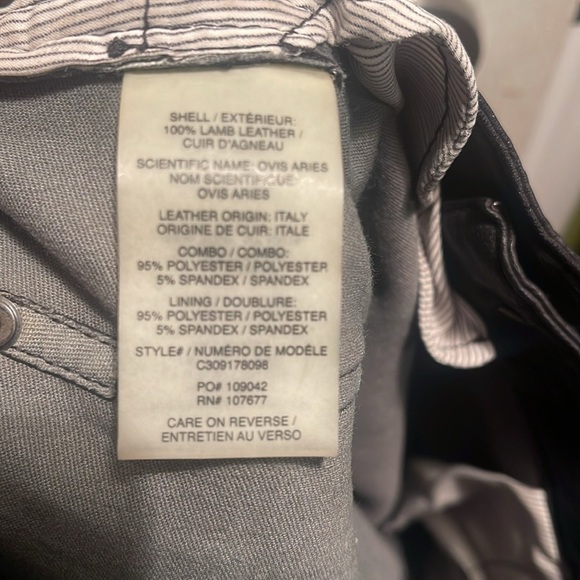 SHELL / EXTÉRIEUR:
100% LAMB LEATHER /
CUIR D'AGNEAU
SCIENTIFIC NAME: OVIS ARIES
NOM SCIENTIFIQUE:
OVIS ARIES
LEATHER ORIGIN: ITALY
ORIGINE DE CUIR: ITALIE
COMBO / COMBO:
95% POLYESTER / POLYESTER
5% SPANDEX / SPANDEX
LINING / DOUBLURE:
95% POLYESTER / POLYESTER
5% SPANDEX / SPANDEX
STYLE# / NUMÉRO DE MODÈLE
C309178098
PO# 109042
RN# 107677
CARE ON REVERSE /
ENTRETIEN AU VERSO